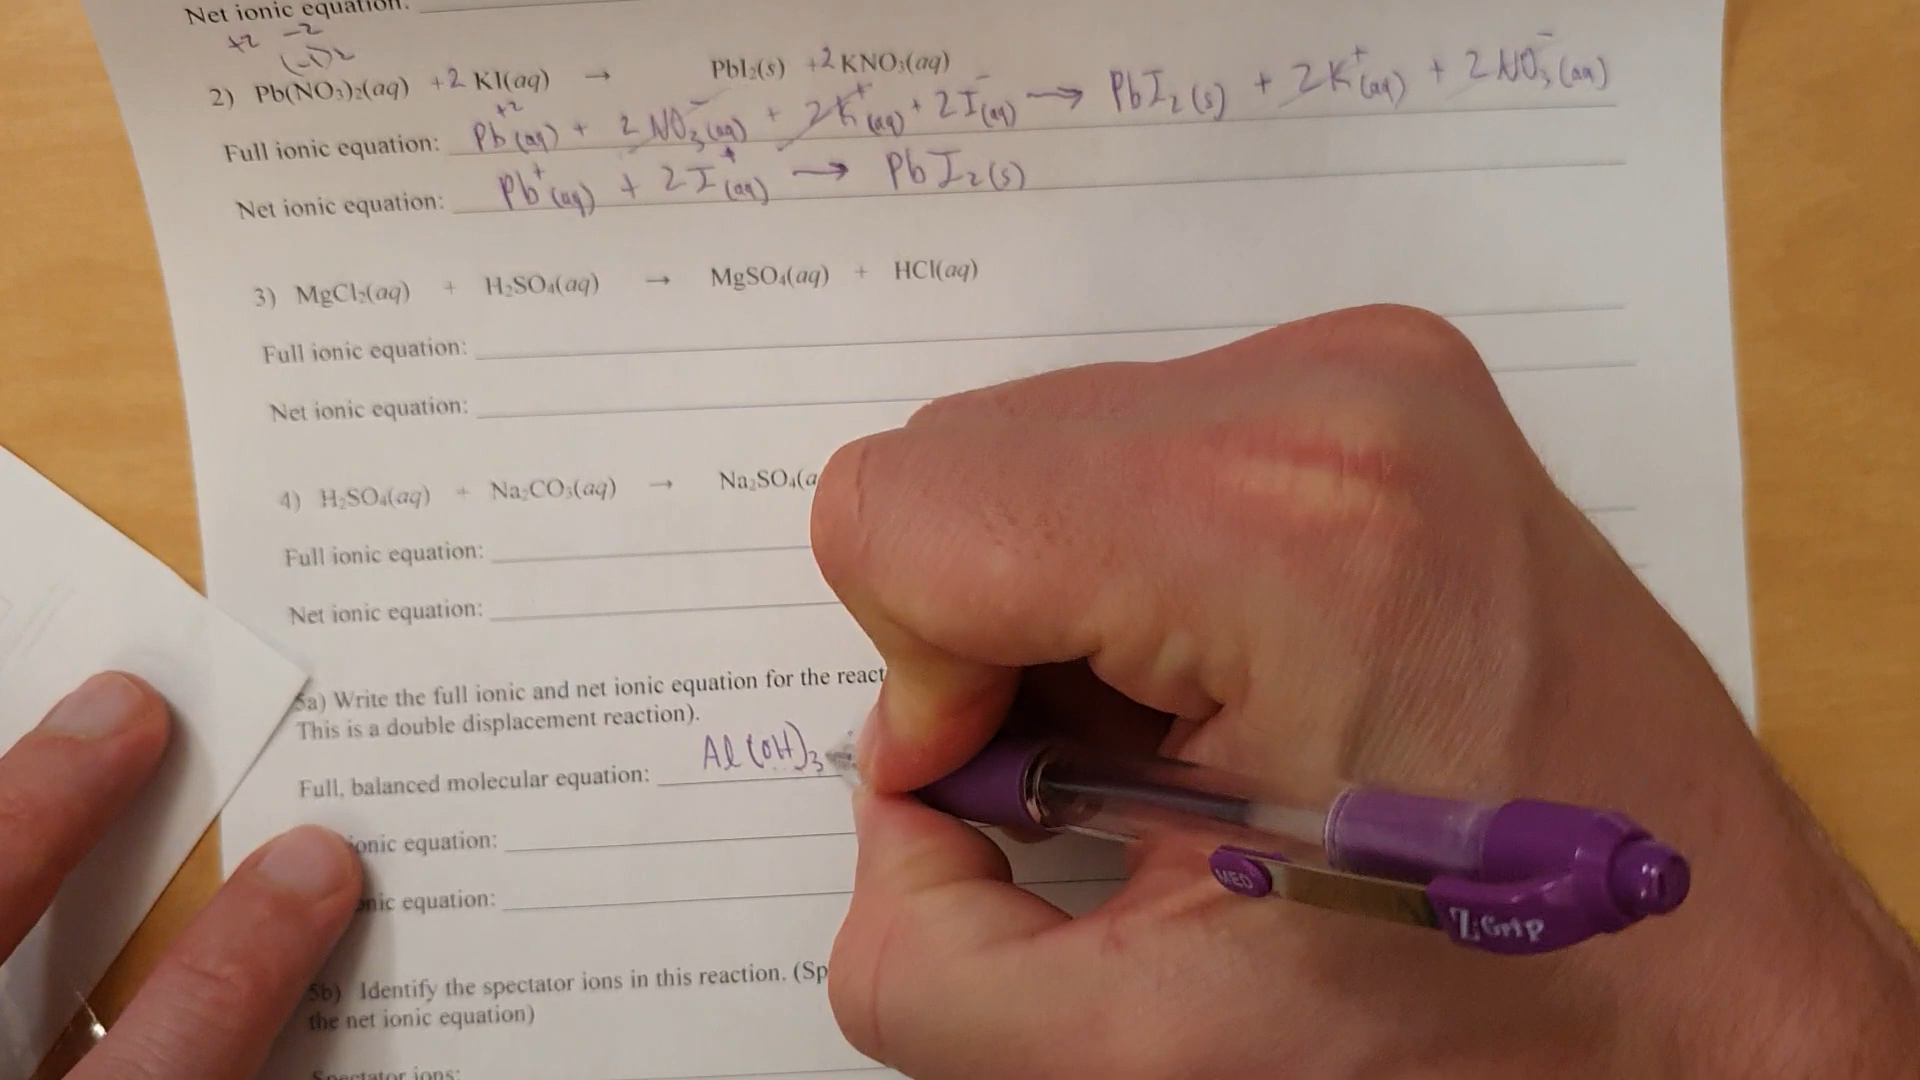 Net ionic equation:
+2 -2
(-1)2
2) Pb(NO₃)₂(aq) +2 KI(aq) → PbI₂(s) +2 KNO₃(aq)
Full ionic equation: Pb⁺²(aq) + 2 NO₃⁻(aq) + 2K⁺(aq) + 2I⁻(aq) → PbI₂(s) + 2K⁺(aq) + 2NO₃⁻(aq)
Net ionic equation: Pb⁺(aq) + 2I⁺(aq) → PbI₂(s)
3) MgCl₂(aq) + H₂SO₄(aq) → MgSO₄(aq) + HCl(aq)
Full ionic equation:
Net ionic equation:
4) H₂SO₄(aq) + Na₂CO₃(aq) → Na₂SO₄(a
Full ionic equation:
Net ionic equation:
5a) Write the full ionic and net ionic equation for the react
This is a double displacement reaction).
Full, balanced molecular equation: Al(OH)₃
ionic equation:
onic equation:
5b) Identify the spectator ions in this reaction. (Sp
the net ionic equation)
Spectator ions:
MED
Z-Grip